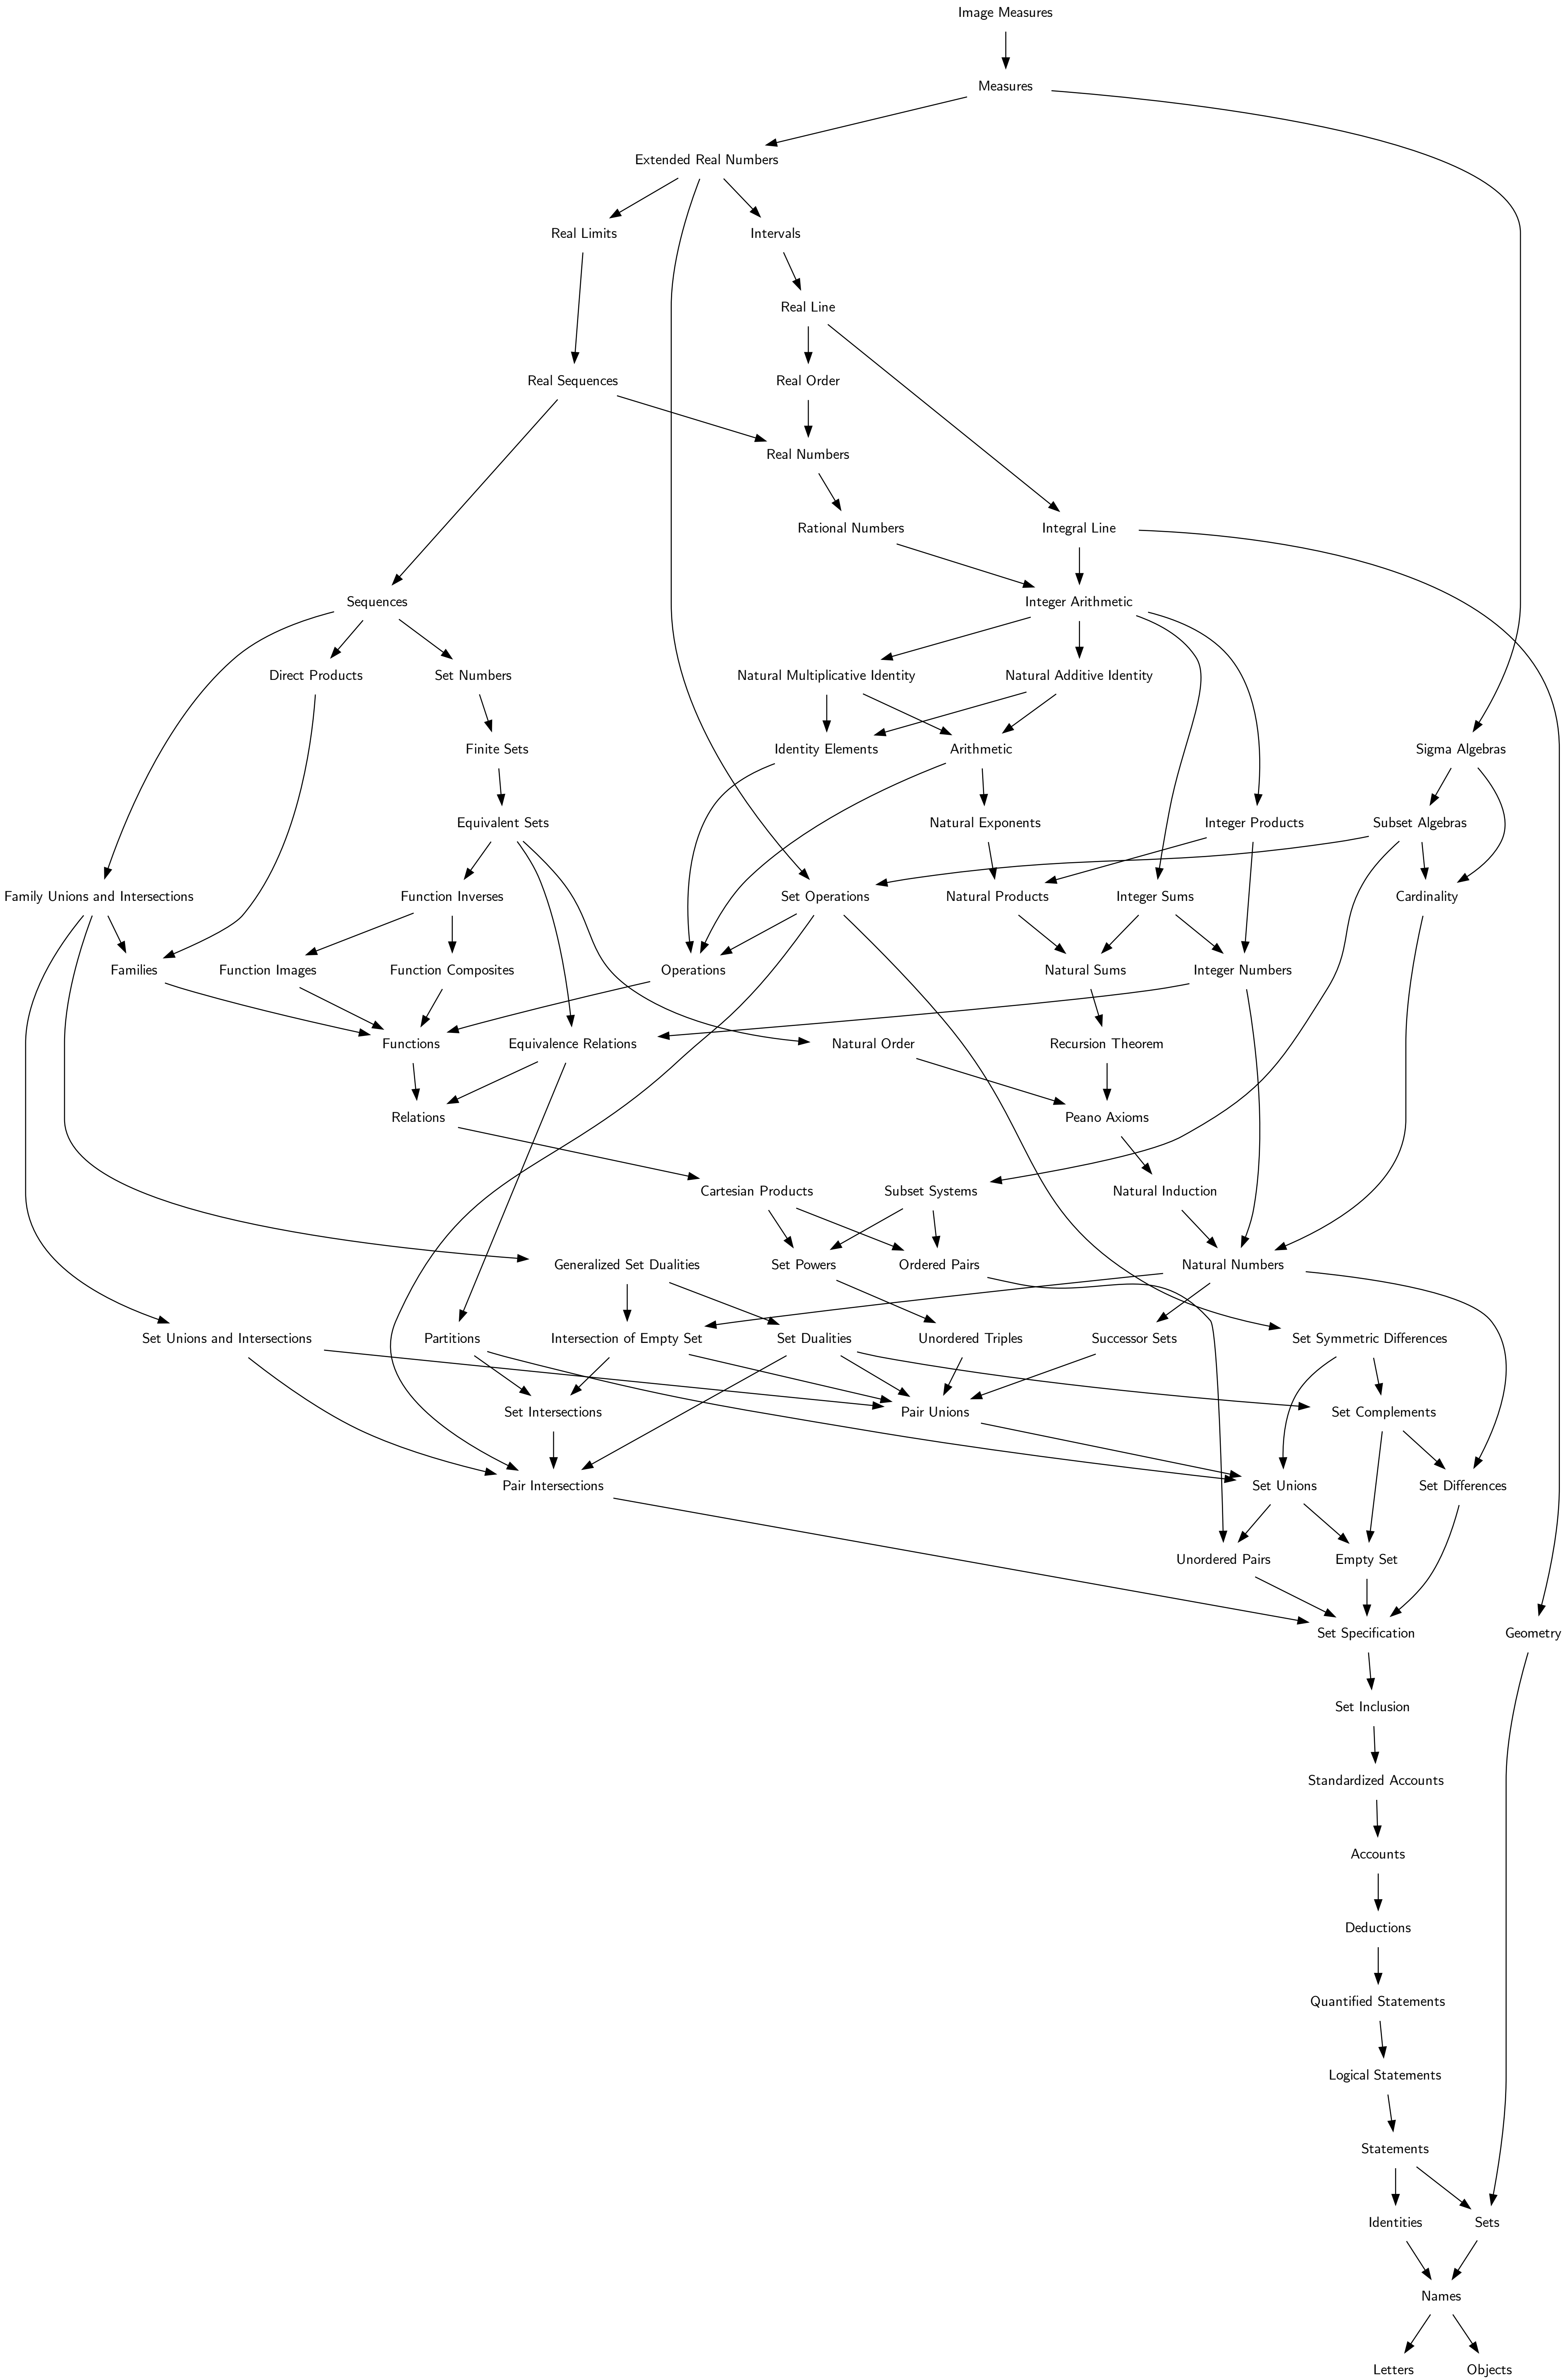 Image Measures
Measures
Extended Real Numbers
Real Limits
Intervals
Real Line
Real Sequences
Real Order
Real Numbers
Rational Numbers
Integral Line
Sequences
Integer Arithmetic
Direct Products
Set Numbers
Natural Multiplicative Identity
Natural Additive Identity
Finite Sets
Identity Elements
Arithmetic
Sigma Algebras
Equivalent Sets
Natural Exponents
Integer Products
Subset Algebras
Family Unions and Intersections
Function Inverses
Set Operations
Natural Products
Integer Sums
Cardinality
Families
Function Images
Function Composites
Operations
Natural Sums
Integer Numbers
Functions
Equivalence Relations
Natural Order
Recursion Theorem
Relations
Peano Axioms
Cartesian Products
Subset Systems
Natural Induction
Generalized Set Dualities
Set Powers
Ordered Pairs
Natural Numbers
Set Unions and Intersections
Partitions
Intersection of Empty Set
Set Dualities
Unordered Triples
Successor Sets
Set Symmetric Differences
Set Intersections
Pair Unions
Set Complements
Pair Intersections
Set Unions
Set Differences
Unordered Pairs
Empty Set
Set Specification
Geometry
Set Inclusion
Standardized Accounts
Accounts
Deductions
Quantified Statements
Logical Statements
Statements
Identities
Sets
Names
Letters
Objects